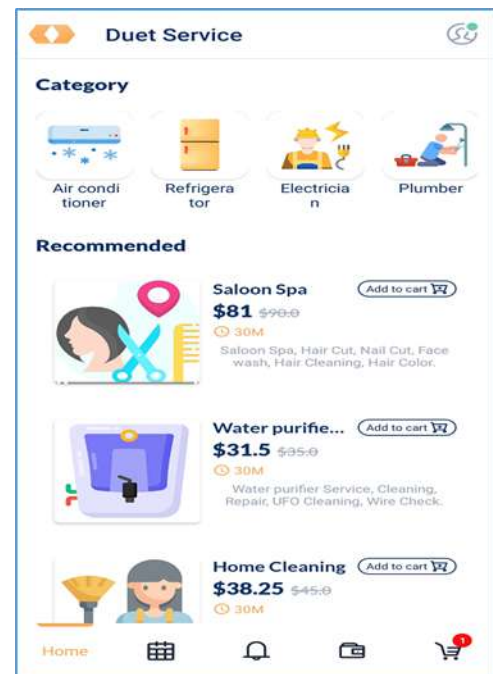 Duet Service
SL
Category
Air condi
tioner
Refrigera
tor
Electricia
n
Plumber
Recommended
Saloon Spa
Add to cart
$81 $90.0
30M
Saloon Spa, Hair Cut, Nail Cut, Face
wash, Hair Cleaning, Hair Color.
Water purifie...
Add to cart
$31.5 $35.0
30M
Water purifier Service, Cleaning,
Repair, UFO Cleaning, Wire Check.
Home Cleaning
Add to cart
$38.25 $45.0
30M
Home
1